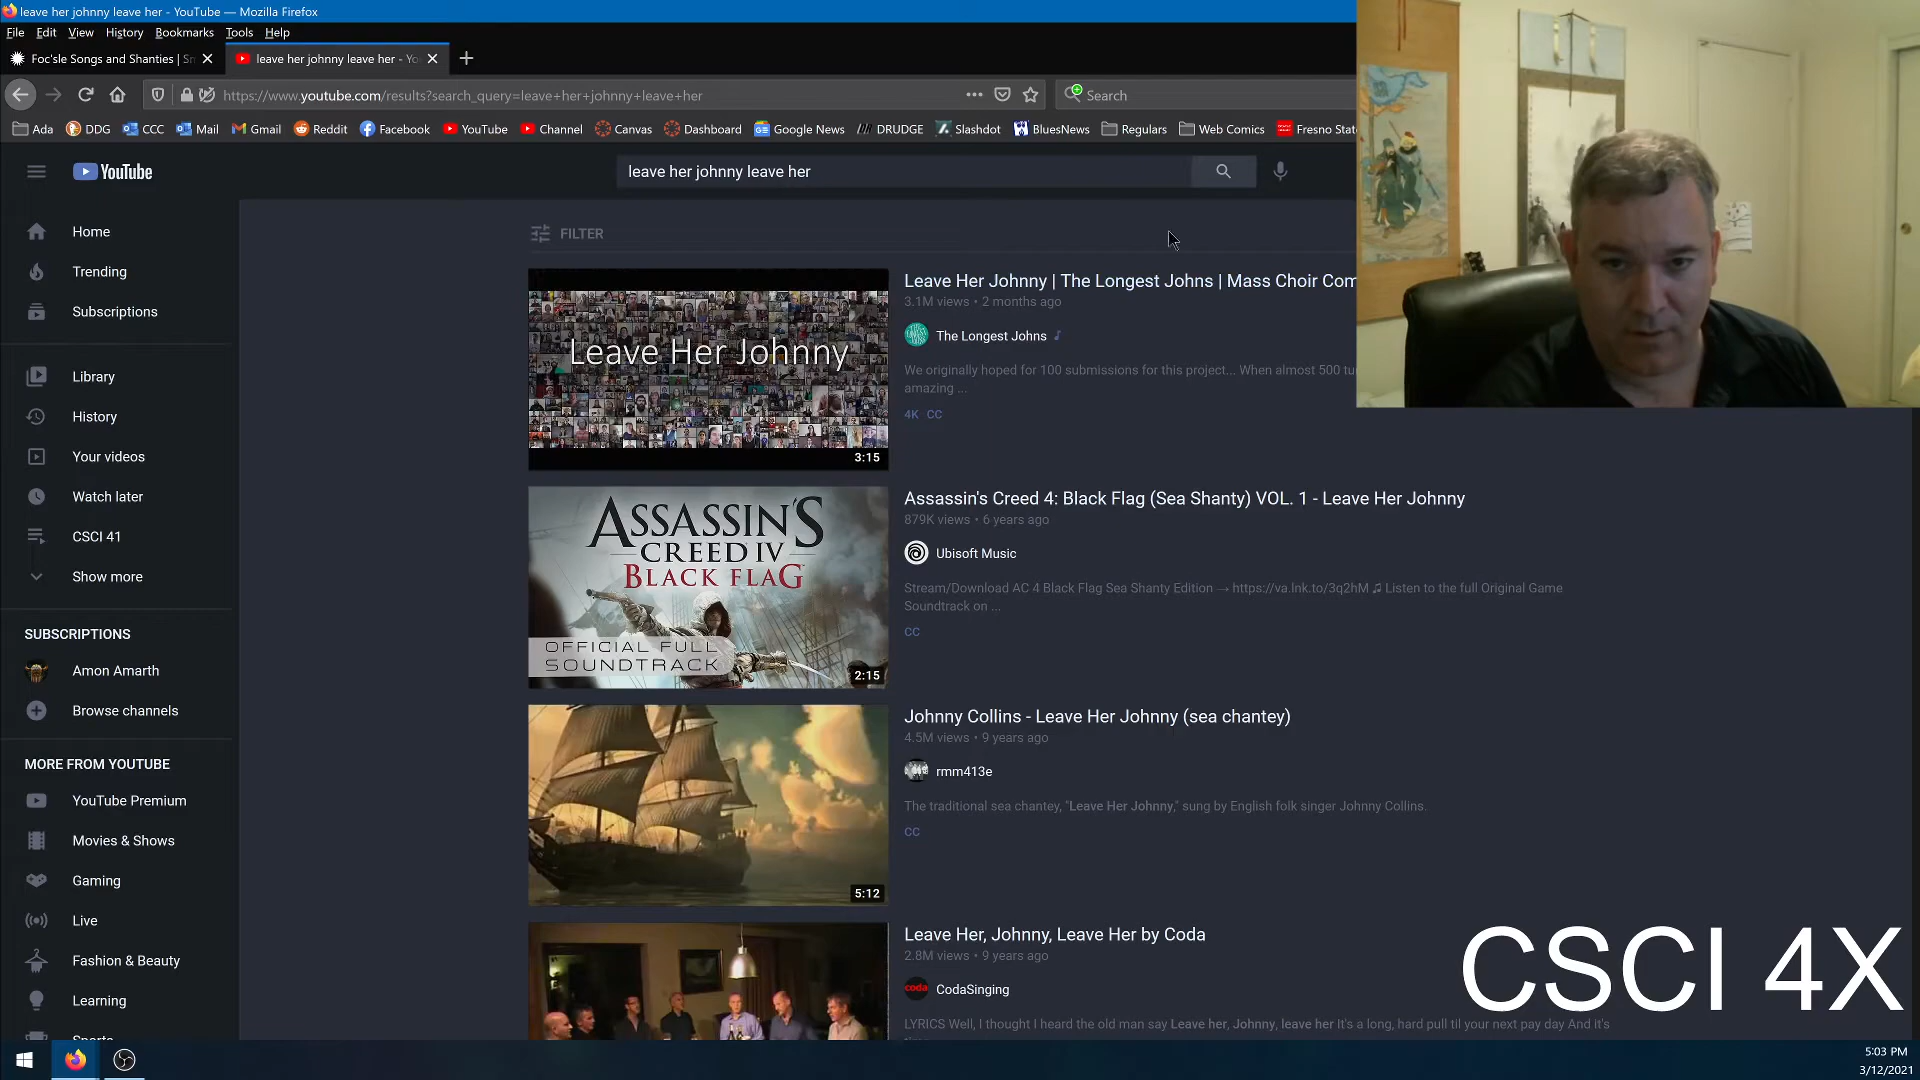 leave her johnny leave her - YouTube — Mozilla Firefox
File Edit View History Bookmarks Tools Help
Foc'sle Songs and Shanties | Sm
leave her johnny leave her - Yo
https://www.youtube.com/results?search_query=leave+her+johnny+leave+her
Search
Ada DDG CCC Mail Gmail Reddit Facebook YouTube Channel Canvas Dashboard Google News DRUDGE Slashdot BluesNews Regulars Web Comics Fresno Stat
YouTube
leave her johnny leave her
Home
Trending
Subscriptions
Library
History
Your videos
Watch later
CSCI 41
Show more
SUBSCRIPTIONS
Amon Amarth
Browse channels
MORE FROM YOUTUBE
YouTube Premium
Movies & Shows
Gaming
Live
Fashion & Beauty
Learning
Sports
FILTER
Leave Her Johnny
3:15
Leave Her Johnny | The Longest Johns | Mass Choir Com
3.1M views • 2 months ago
The Longest Johns
We originally hoped for 100 submissions for this project... When almost 500 tu
amazing ...
4K CC
ASSASSIN'S
CREED IV
BLACK FLAG
OFFICIAL FULL
SOUNDTRACK
2:15
Assassin's Creed 4: Black Flag (Sea Shanty) VOL. 1 - Leave Her Johnny
879K views • 6 years ago
Ubisoft Music
Stream/Download AC 4 Black Flag Sea Shanty Edition → https://va.lnk.to/3q2hM ♫ Listen to the full Original Game
Soundtrack on ...
CC
5:12
Johnny Collins - Leave Her Johnny (sea chantey)
4.5M views • 9 years ago
rmm413e
The traditional sea chantey, "Leave Her Johnny," sung by English folk singer Johnny Collins.
CC
Leave Her, Johnny, Leave Her by Coda
2.8M views • 9 years ago
coda
CodaSinging
LYRICS Well, I thought I heard the old man say Leave her, Johnny, leave her It's a long, hard pull til your next pay day And it's
CSCI 4X
5:03 PM
3/12/2021